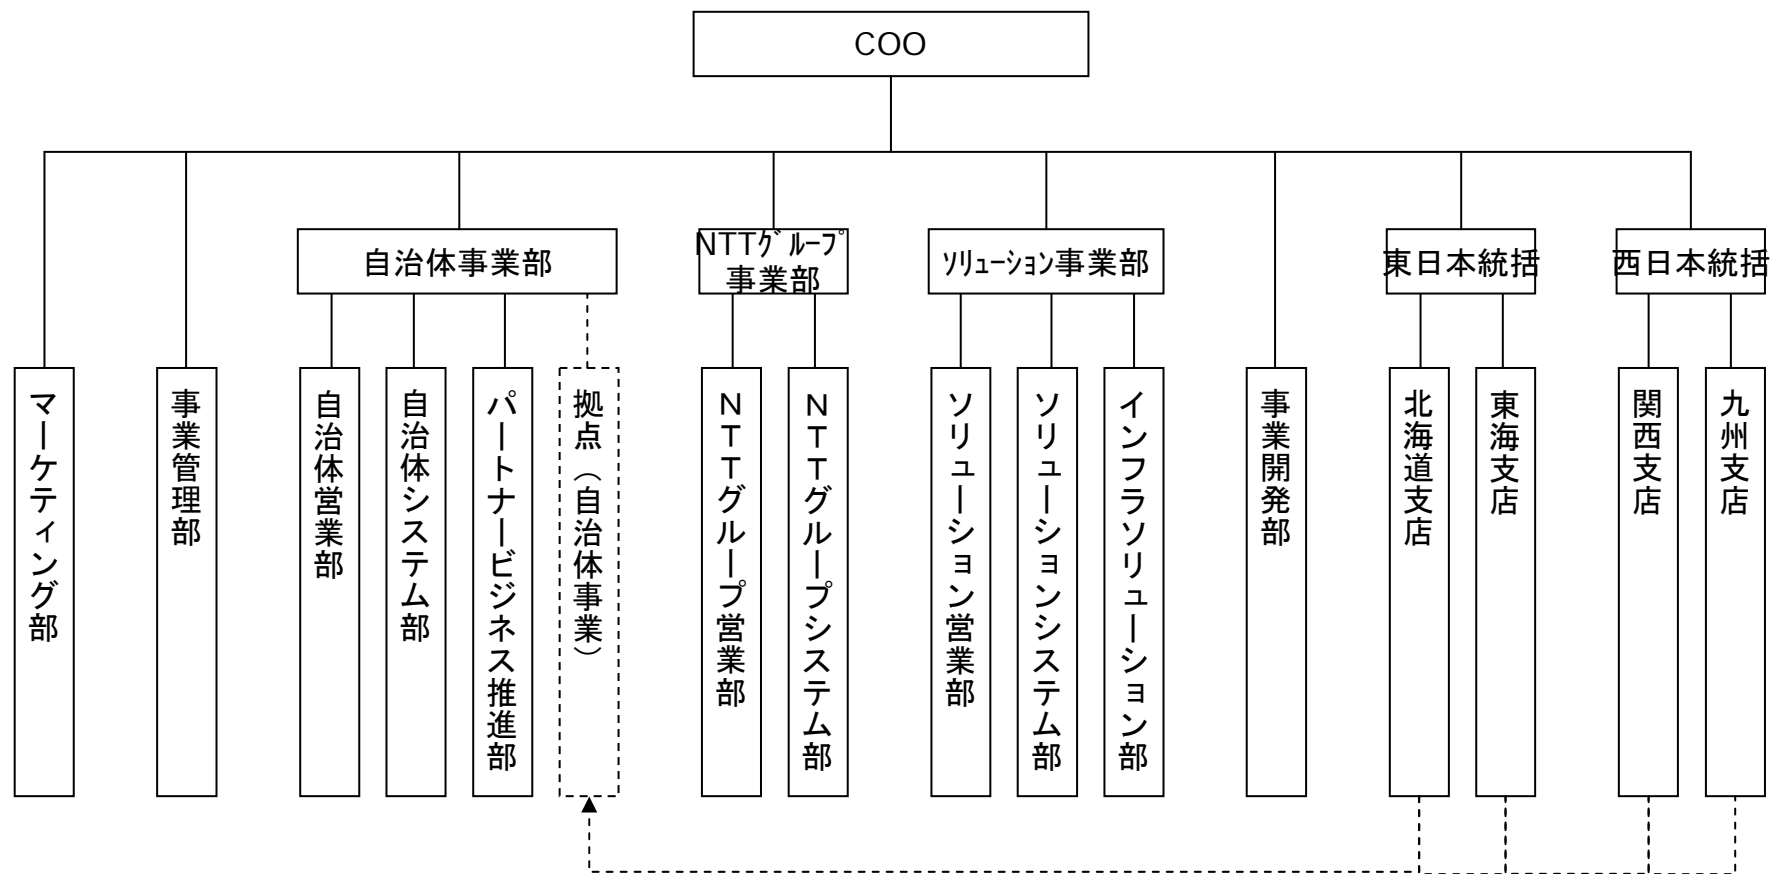 COO
自治体事業部
NTTｸﾞﾙｰﾌﾟ
事業部
ｿﾘｭｰｼｮﾝ事業部
東日本統括
西日本統括
マーケティング部
事業管理部
自治体営業部
自治体システム部
パートナービジネス推進部
拠点（自治体事業）
ＮＴＴグループ営業部
ＮＴＴグループシステム部
ソリューション営業部
ソリューションシステム部
インフラソリューション部
事業開発部
北海道支店
東海支店
関西支店
九州支店